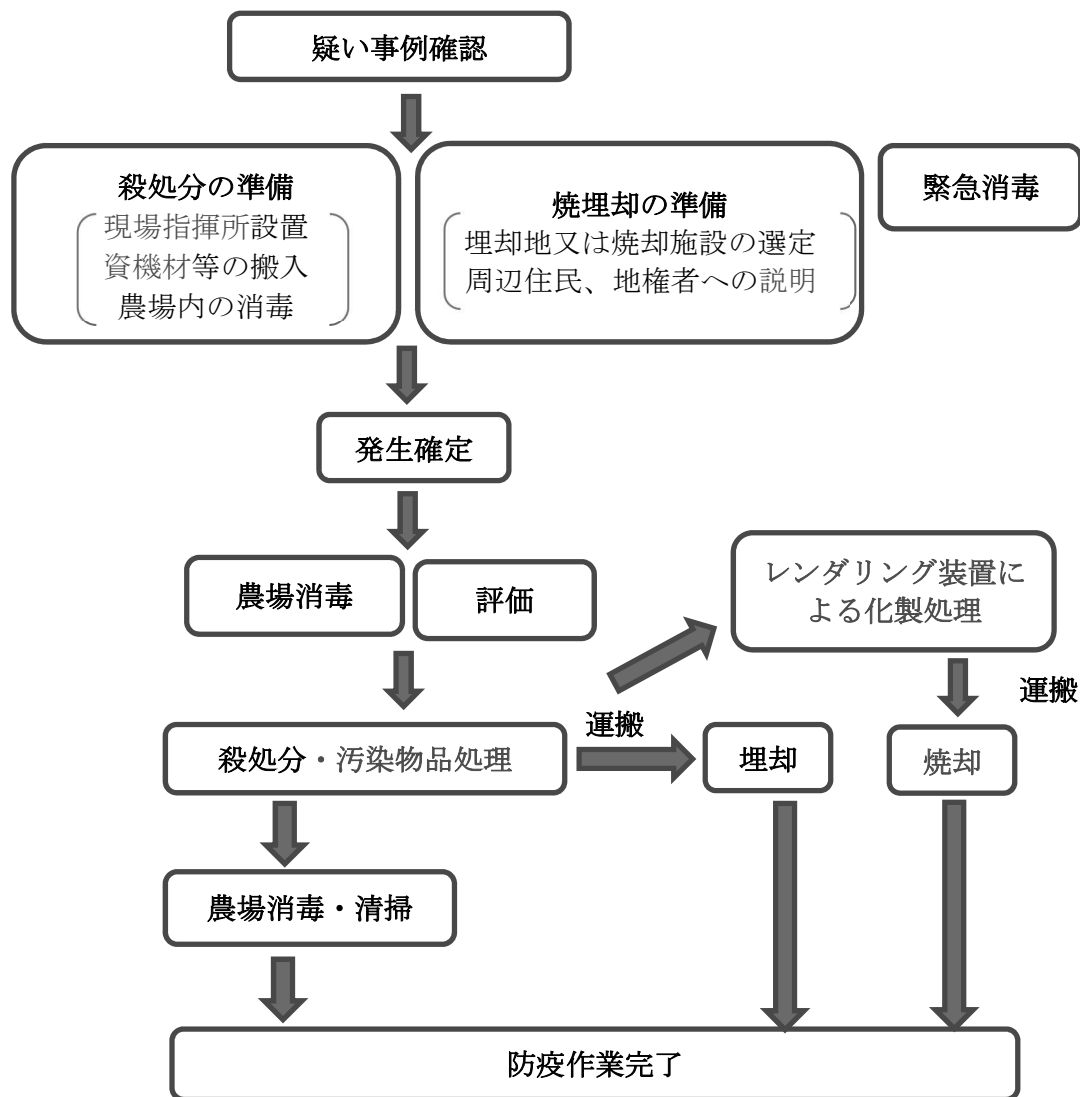 疑い事例確認
殺処分の準備
現場指揮所設置
資機材等の搬入
農場内の消毒
焼埋却の準備
埋却地又は焼却施設の選定
周辺住民、地権者への説明
緊急消毒
発生確定
農場消毒
評価
レンダリング装置に
よる化製処理
運搬
殺処分・汚染物品処理
運搬
埋却
焼却
農場消毒・清掃
防疫作業完了